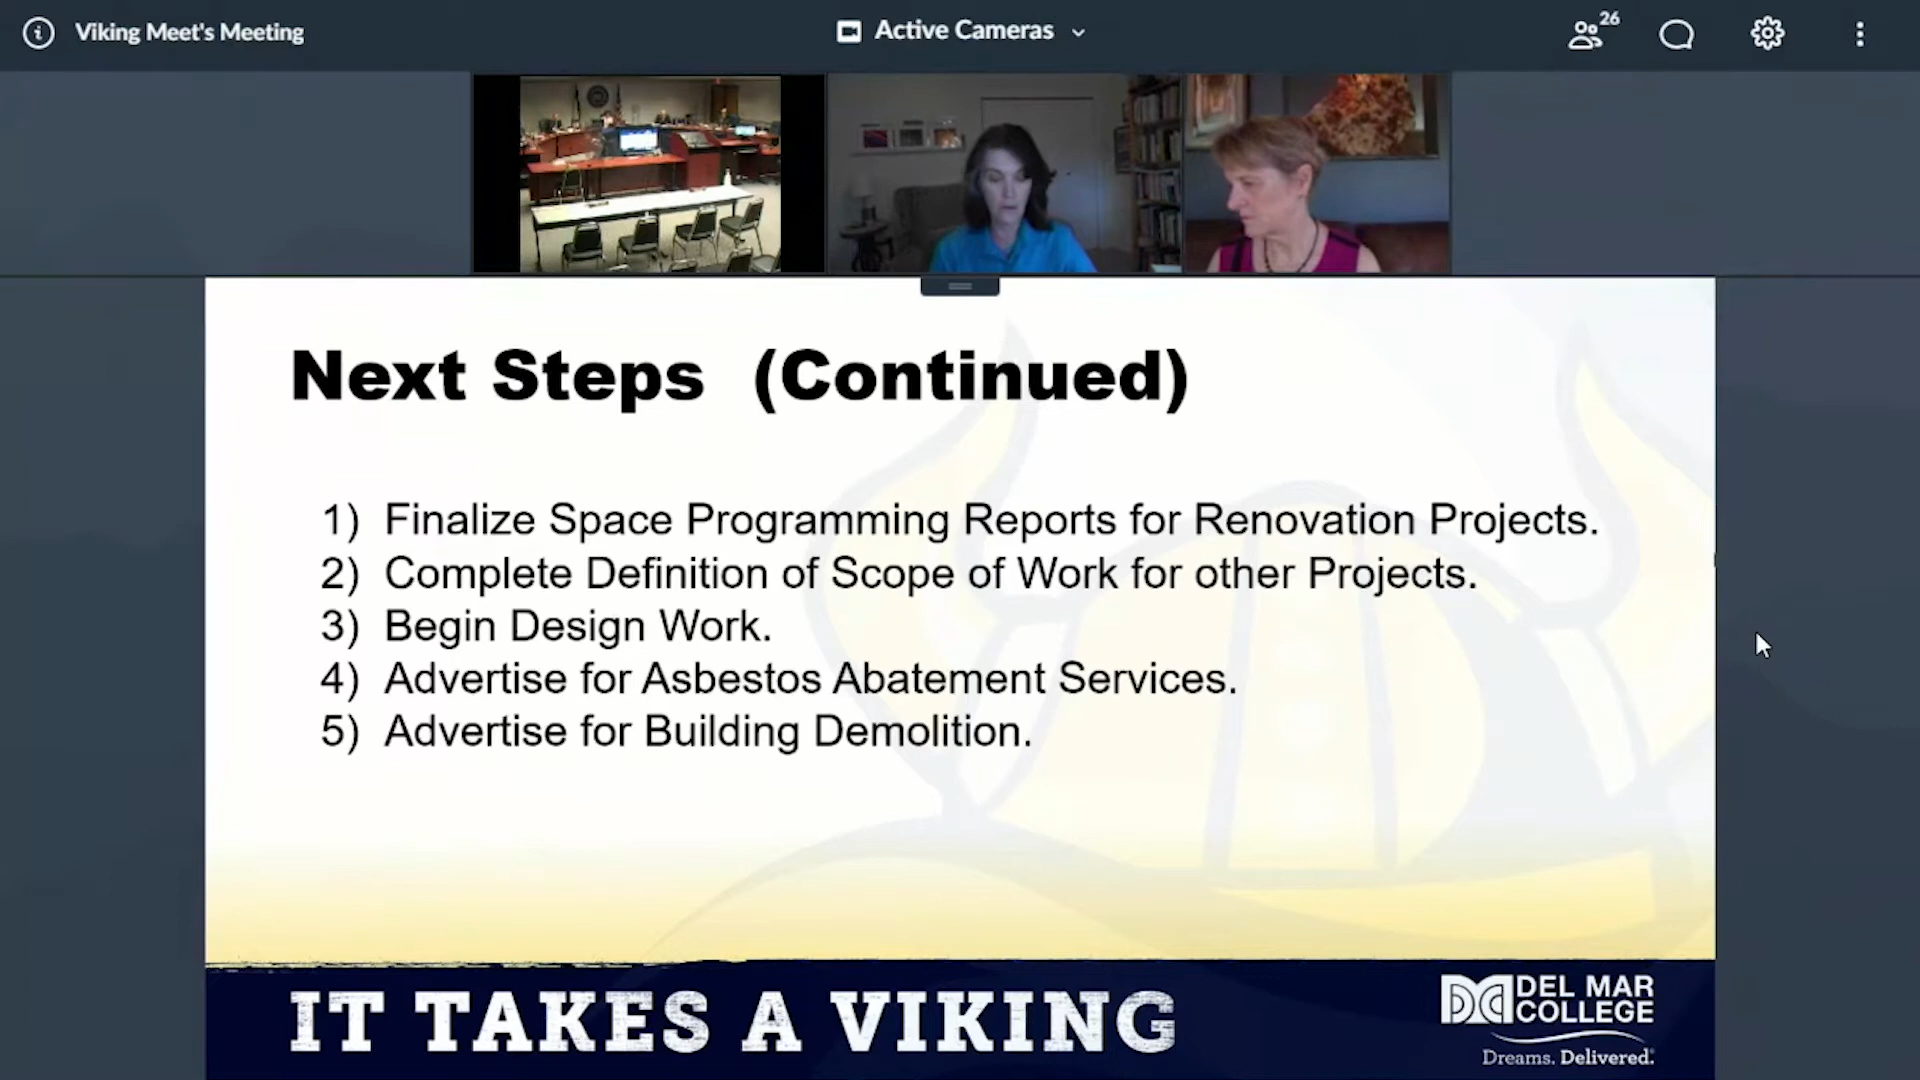 Viking Meet's Meeting
Active Cameras
26
Next Steps (Continued)
1) Finalize Space Programming Reports for Renovation Projects.
2) Complete Definition of Scope of Work for other Projects.
3) Begin Design Work.
4) Advertise for Asbestos Abatement Services.
5) Advertise for Building Demolition.
IT TAKES A VIKING
DMC DEL MAR
COLLEGE
Dreams. Delivered.